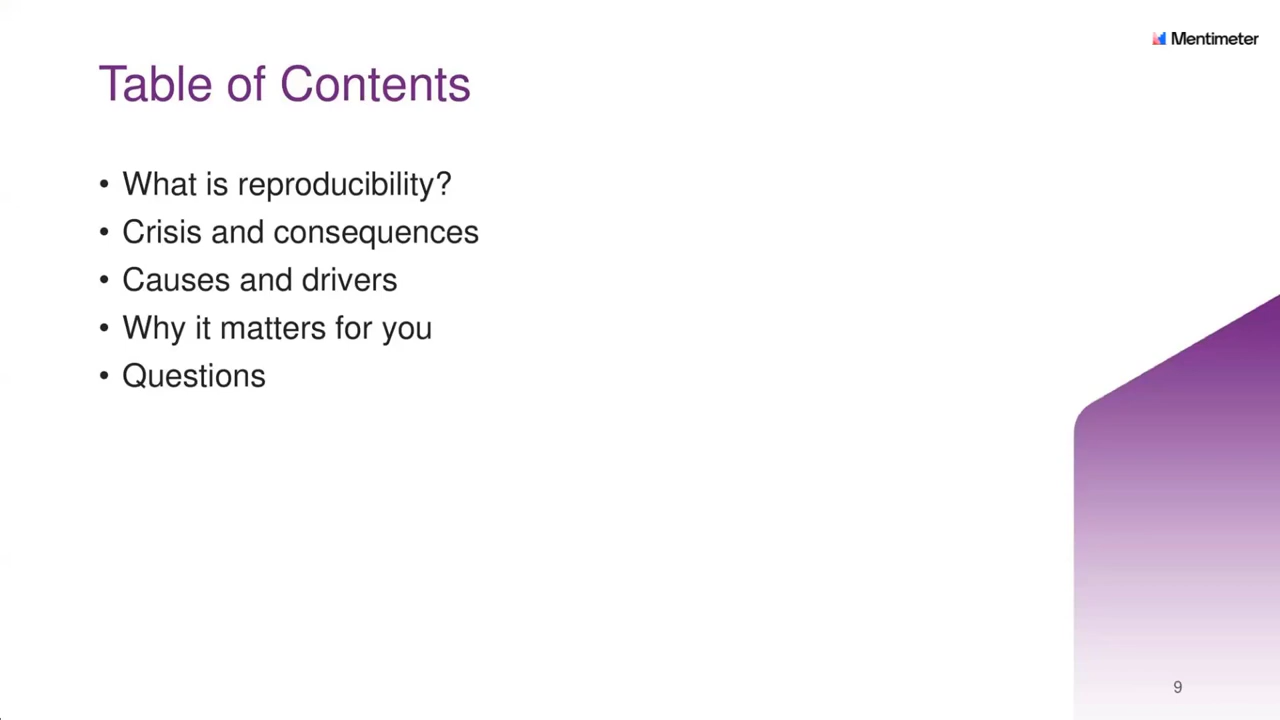 Mentimeter
Table of Contents
• What is reproducibility?
• Crisis and consequences
• Causes and drivers
• Why it matters for you
• Questions
9